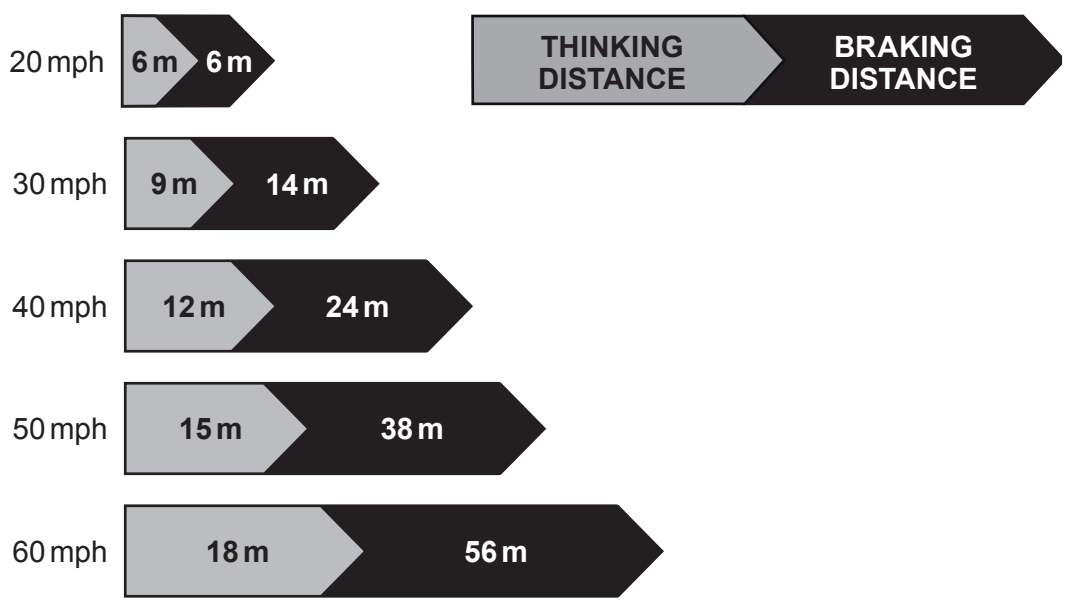 20 mph 6 m 6 m
THINKING DISTANCE
BRAKING DISTANCE
30 mph 9 m 14 m
40 mph 12 m 24 m
50 mph 15 m 38 m
60 mph 18 m 56 m